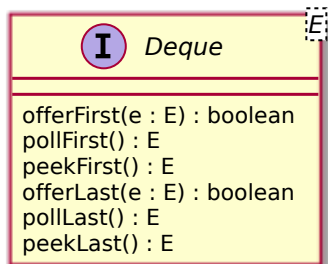 E
I Deque
offerFirst(e : E) : boolean
pollFirst() : E
peekFirst() : E
offerLast(e : E) : boolean
pollLast() : E
peekLast() : E